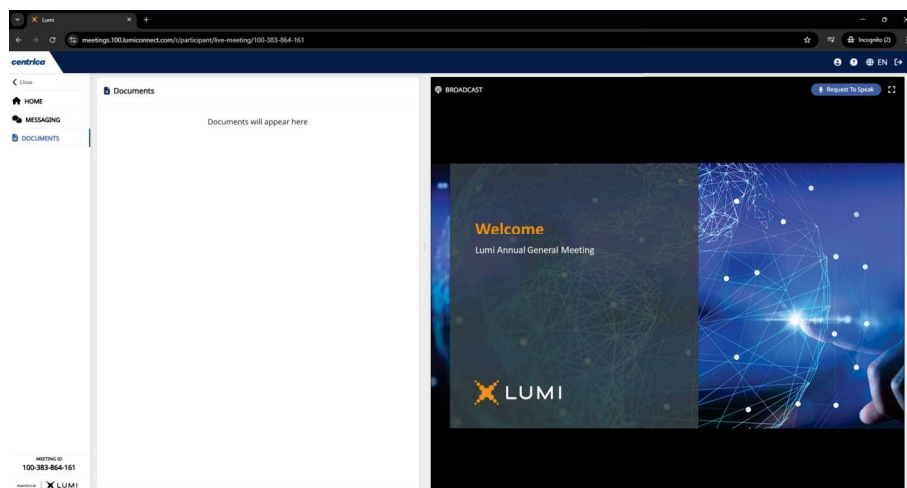 Lumi
meetings.100.lumiconnect.com/r/participant/live-meeting/100-383-864-161
Incognito (2)
centrica
EN
Close
HOME
MESSAGING
DOCUMENTS
Documents
Documents will appear here
BROADCAST
Request To Speak
Welcome
Lumi Annual General Meeting
LUMI
MEETING ID
100-383-864-161
POWERED BY LUMI